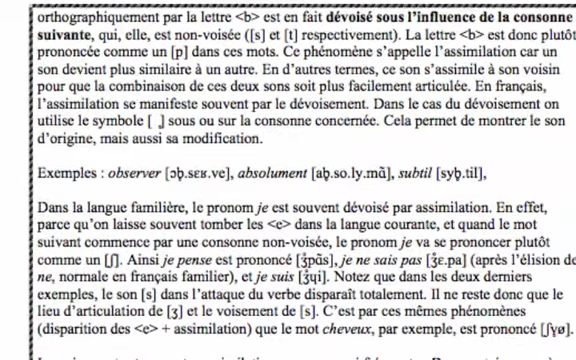 orthographiquement par la lettre <b> est en fait dévoisé sous l'influence de la consonne
suivante, qui, elle, est non-voisée ([s] et [t] respectivement). La lettre <b> est donc plutôt
prononcée comme un [p] dans ces mots. Ce phénomène s'appelle l'assimilation car un
son devient plus similaire à un autre. En d'autres termes, ce son s'assimile à son voisin
pour que la combinaison de ces deux sons soit plus facilement articulée. En français,
l'assimilation se manifeste souvent par le dévoisement. Dans le cas du dévoisement on
utilise le symbole [ ̥ ] sous ou sur la consonne concernée. Cela permet de montrer le son
d'origine, mais aussi sa modification.
Exemples : observer [ɔb̥.sɛʁ.ve], absolument [ab̥.so.ly.mɑ̃], subtil [syb̥.til],
Dans la langue familière, le pronom je est souvent dévoisé par assimilation. En effet,
parce qu'on laisse souvent tomber les <e> dans la langue courante, et quand le mot
suivant commence par une consonne non-voisée, le pronom je va se prononcer plutôt
comme un [ʃ]. Ainsi je pense est prononcé [ʒ̊pɑ̃s], je ne sais pas [ʒ̊ɛ.pa] (après l'élision de
ne, normale en français familier), et je suis [ʒ̊ɥi]. Notez que dans les deux derniers
exemples, le son [s] dans l'attaque du verbe disparaît totalement. Il ne reste donc que le
lieu d'articulation de [ʒ] et le voisement de [s]. C'est par ces mêmes phénomènes
(disparition des <e> + assimilation) que le mot cheveux, par exemple, est prononcé [ʃvø].